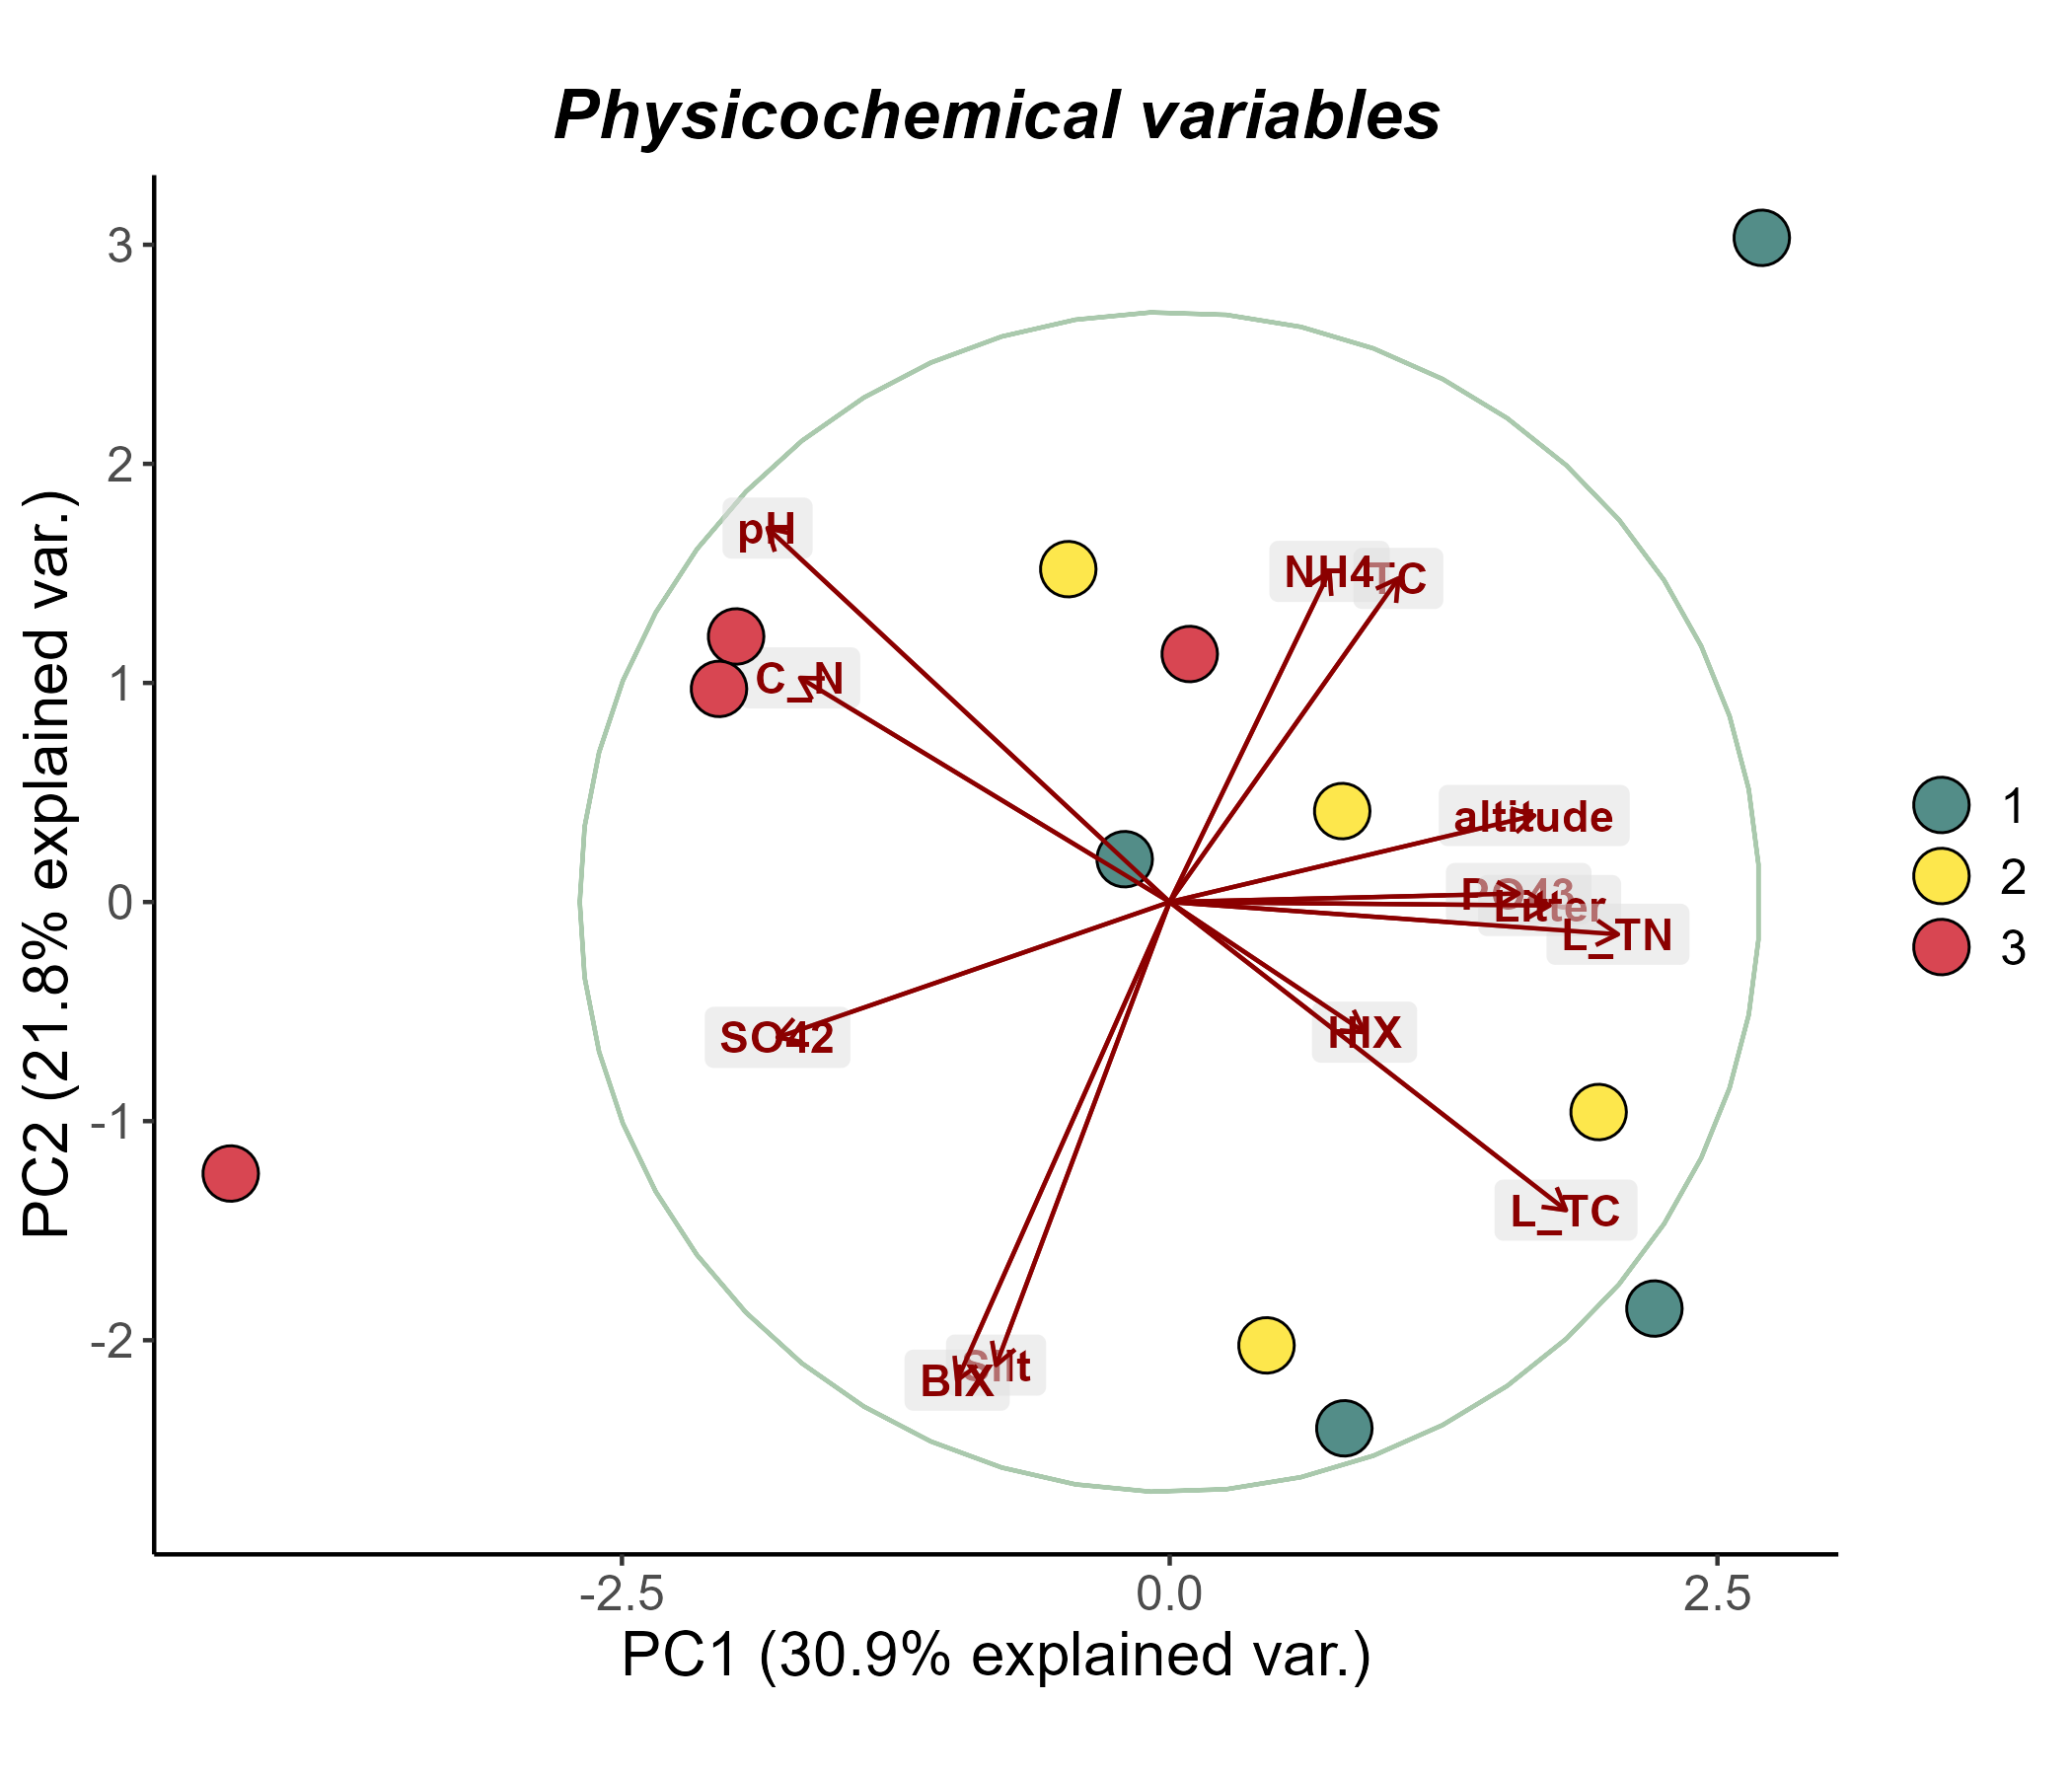 Physicochemical variables
PC2 (21.8% explained var.)
3
2
1
0
-1
-2
pH
NH4
TC
C_N
altitude
PO43
Litter
L_TN
SO42
HIX
L_TC
Silt
BIX
1
2
3
-2.5
0.0
2.5
PC1 (30.9% explained var.)